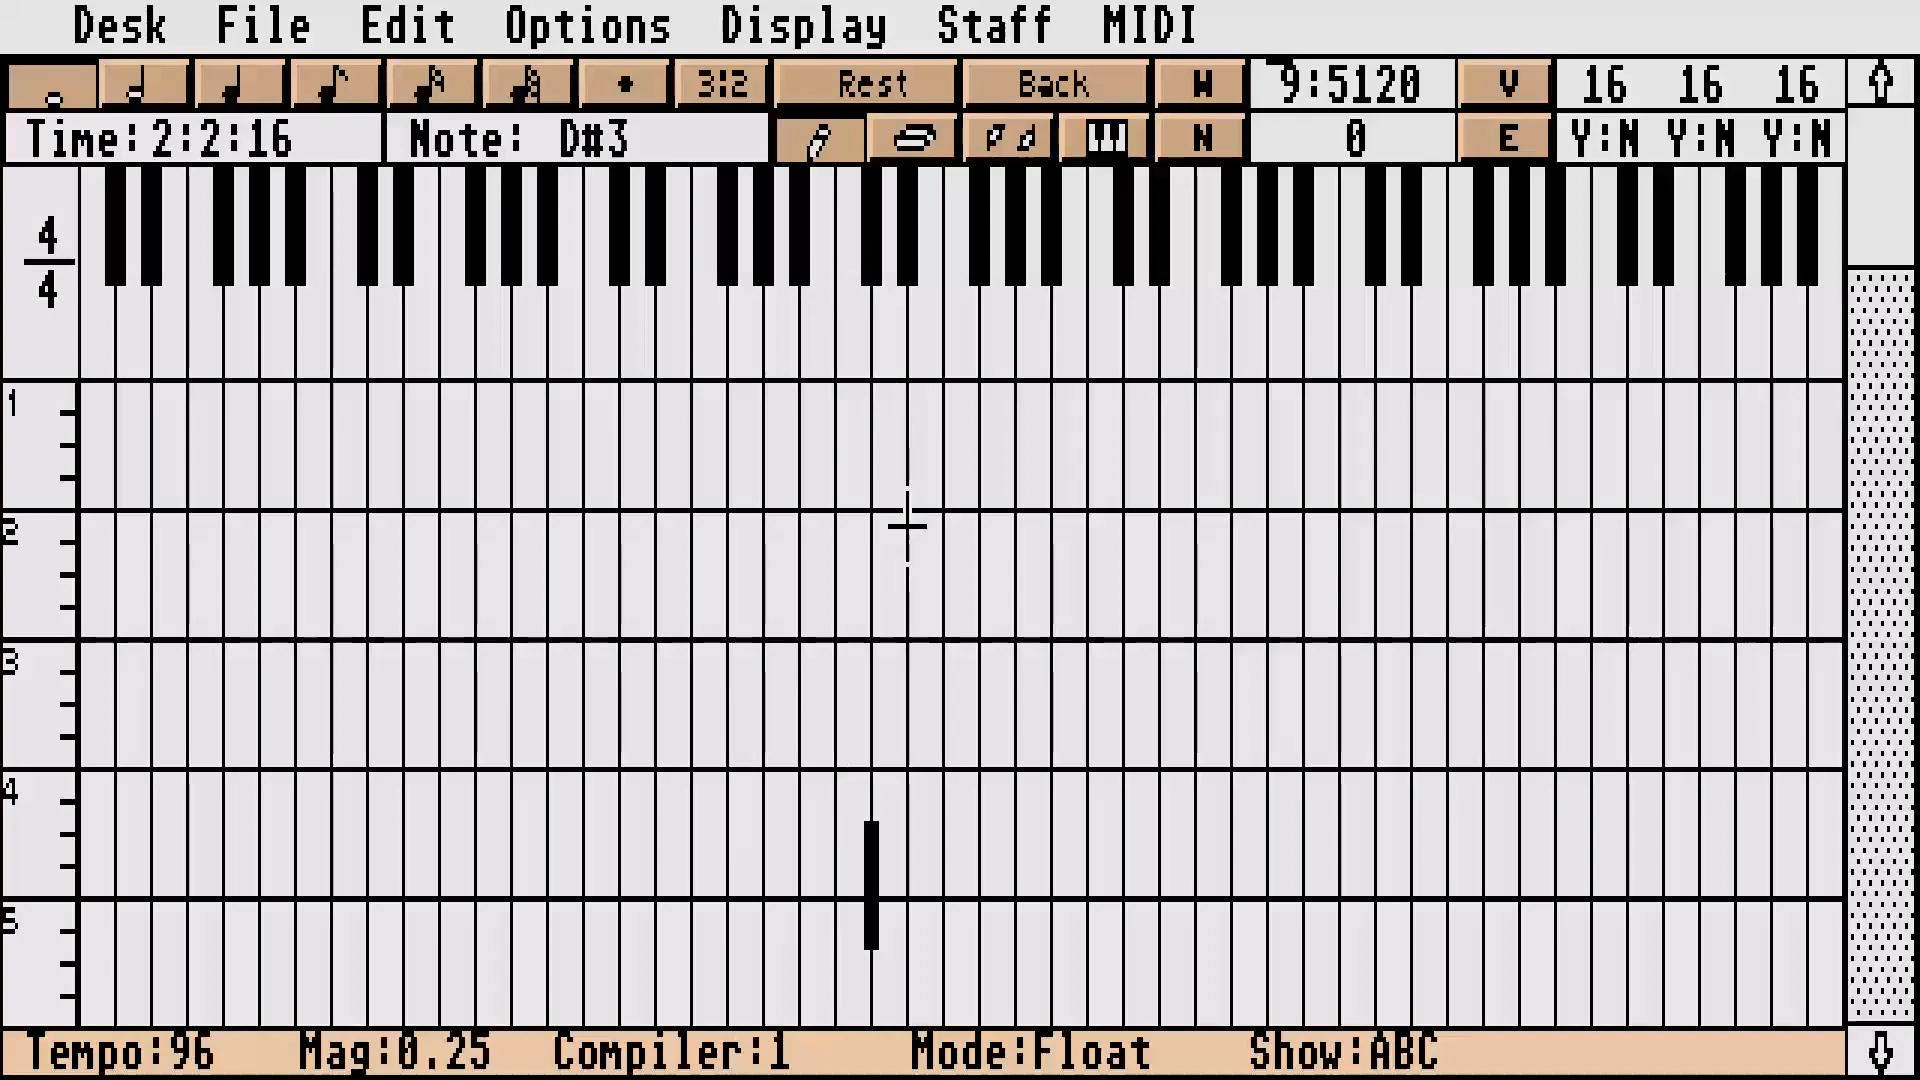 Desk File Edit Options Display Staff MIDI
3:2 Rest Back W 9:5120 V 16 16 16
Time:2:2:16 Note: D#3 N 0 E Y:N Y:N Y:N
4
4
1
2
3
4
5
Tempo:96 Mag:0.25 Compiler:1 Mode:Float Show:ABC